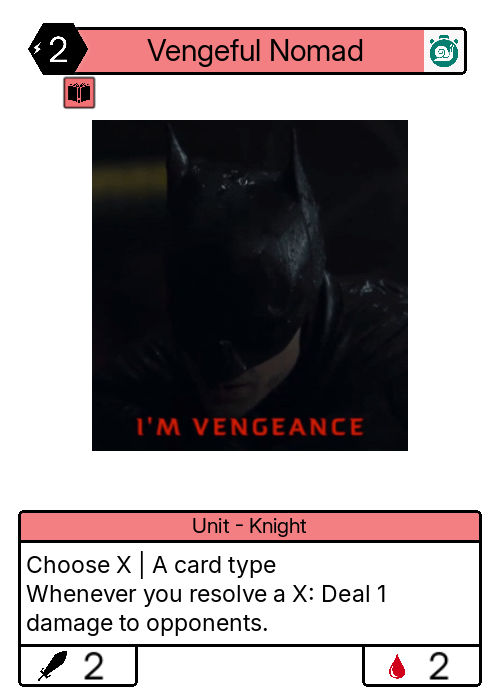 2
Vengeful Nomad
I'M VENGEANCE
Unit - Knight
Choose X | A card type
Whenever you resolve a X: Deal 1
damage to opponents.
2
2